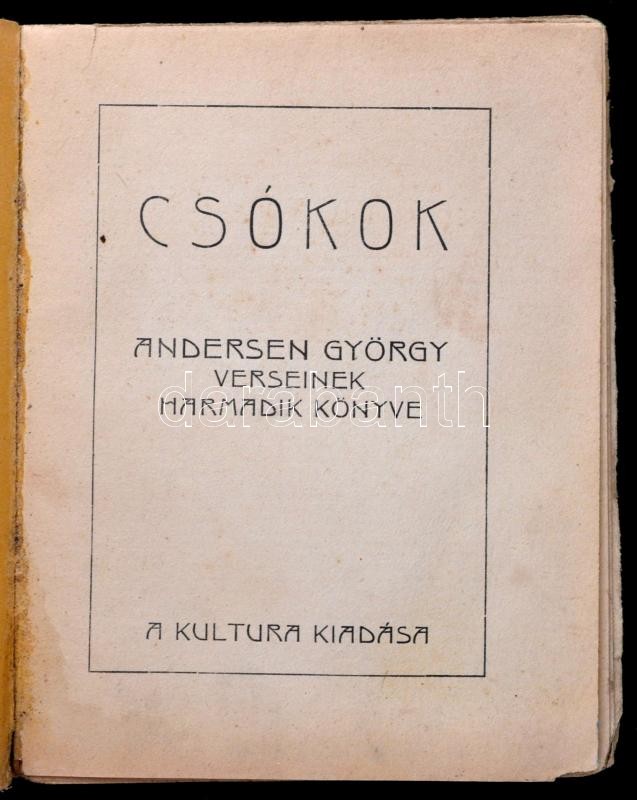 CSÓKOK
ANDERSEN GYÖRGY
VERSEINEK
HARMADIK KÖNYVE
darabanth
A KULTURA KIADÁSA